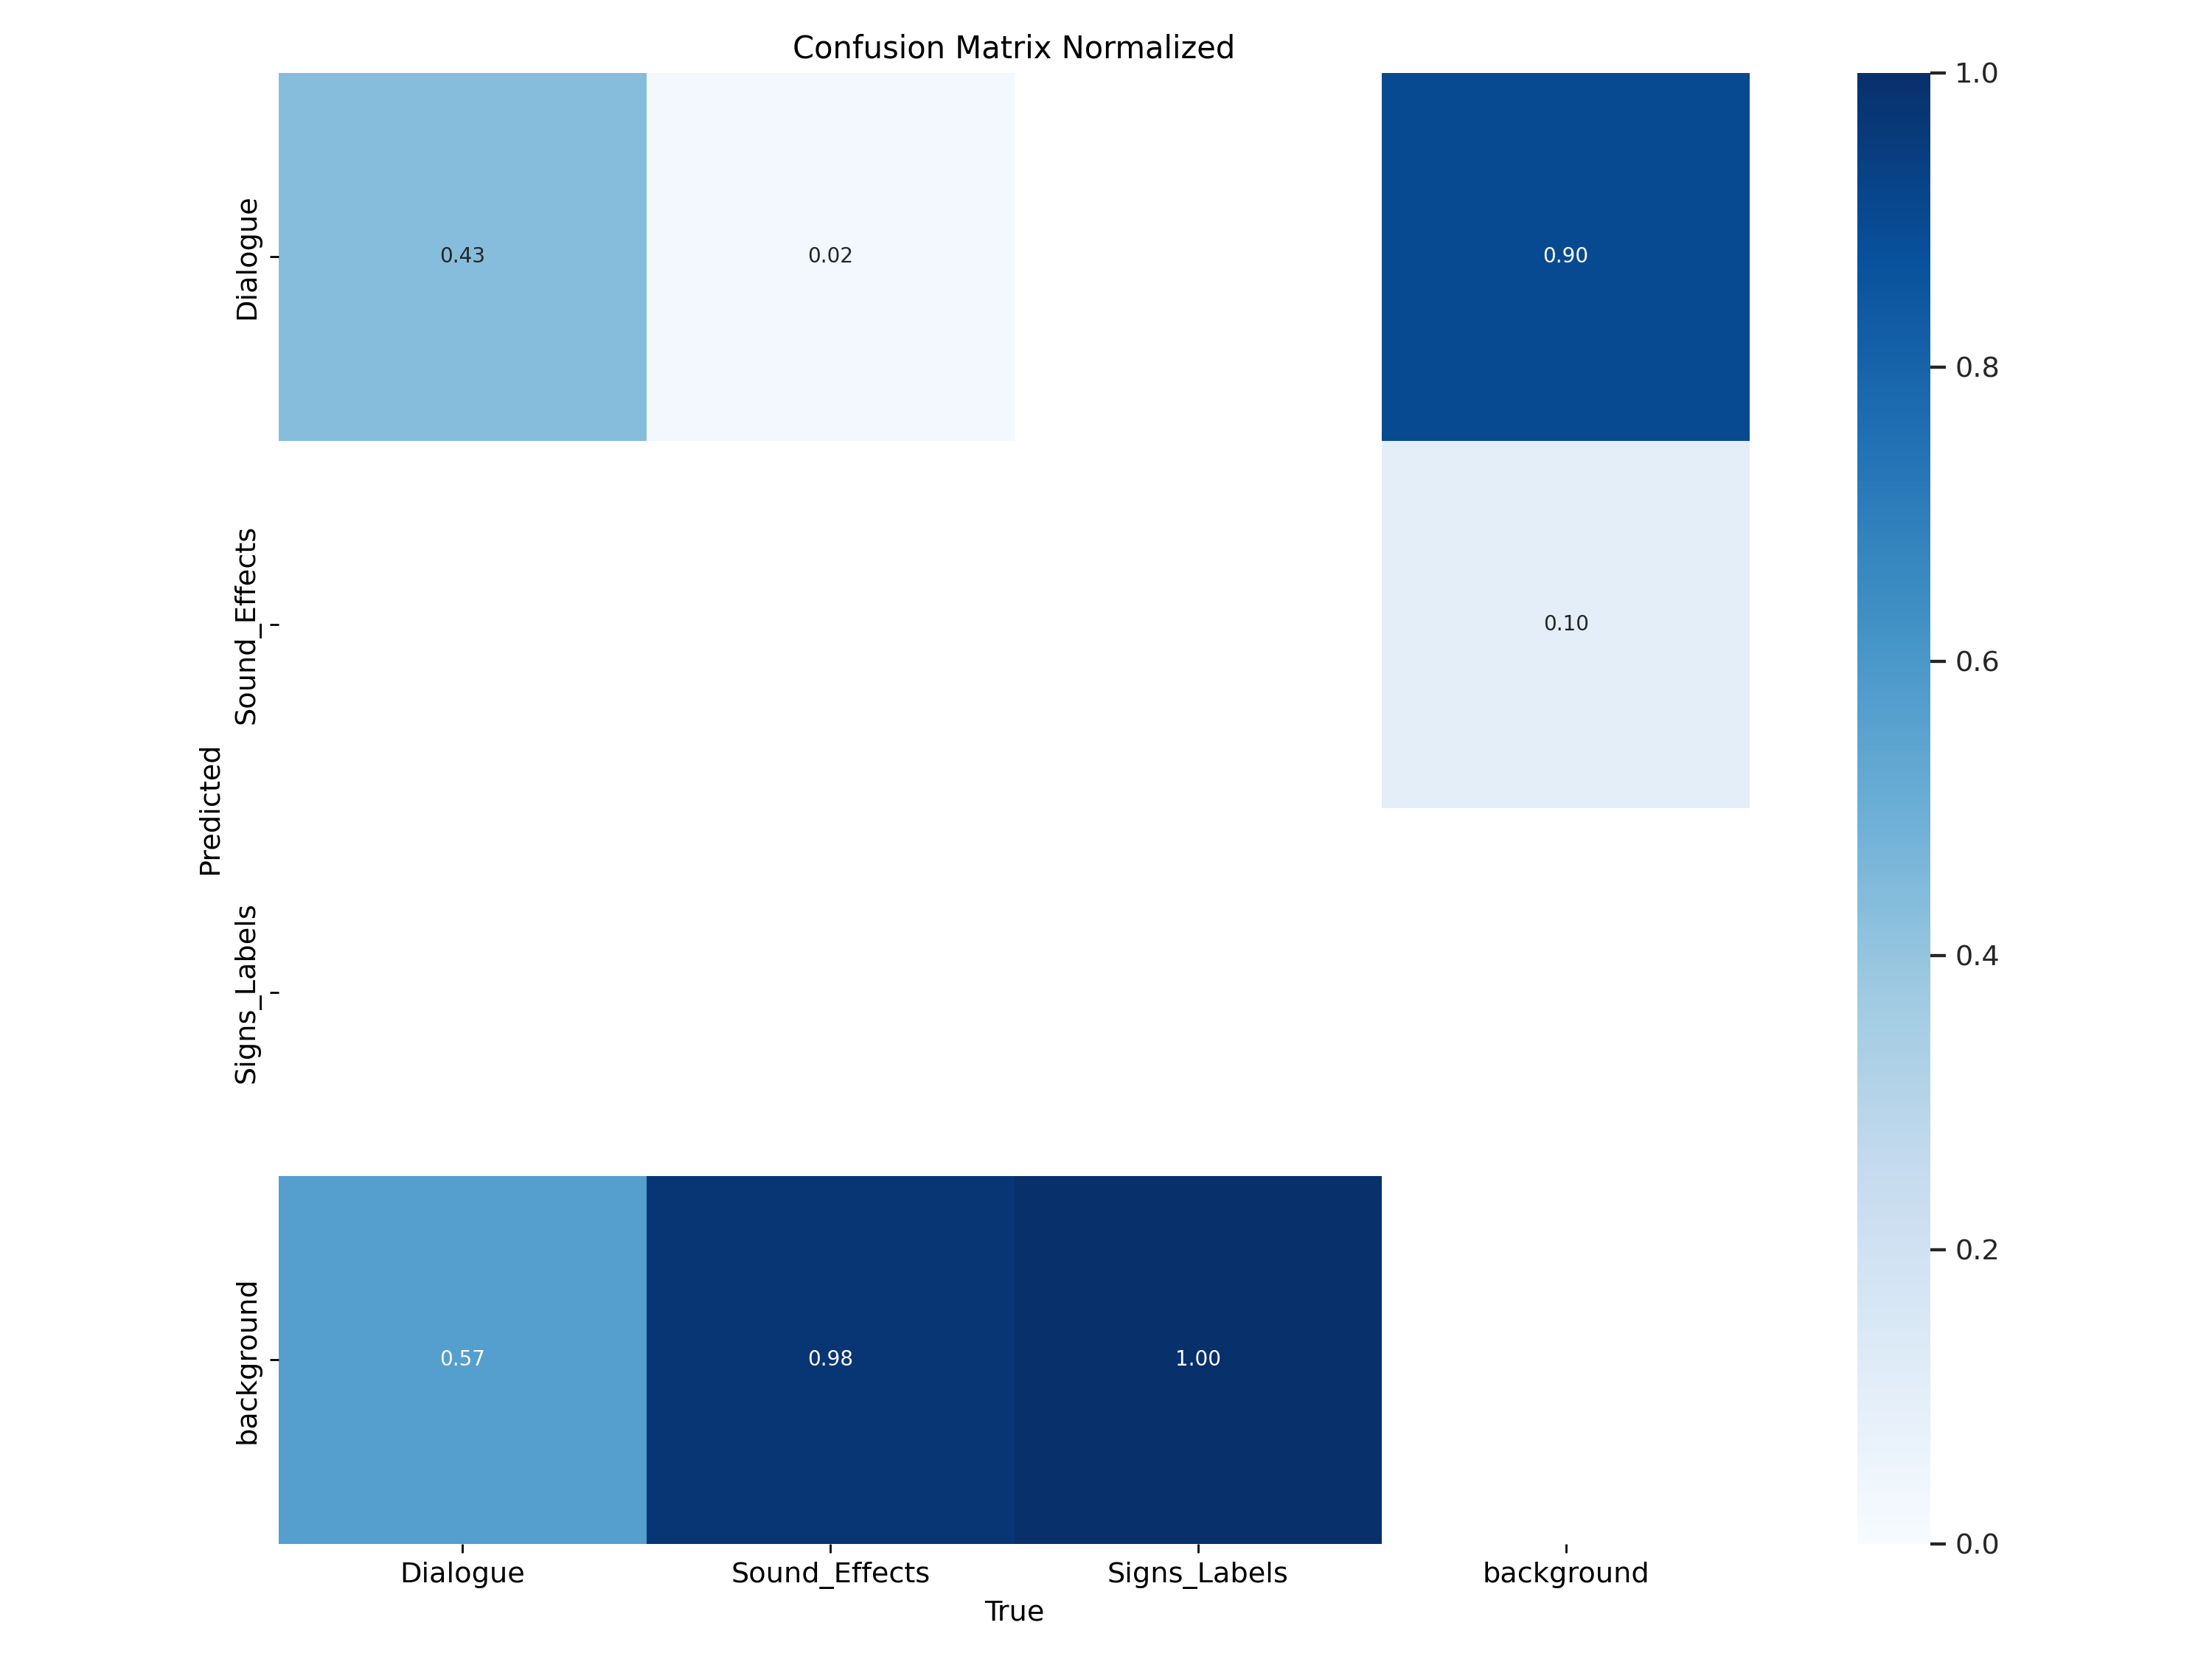 Confusion Matrix Normalized
Dialogue
Sound_Effects
Signs_Labels
background
Predicted
0.43
0.02
0.90
0.10
0.57
0.98
1.00
Dialogue
Sound_Effects
Signs_Labels
background
True
1.0
0.8
0.6
0.4
0.2
0.0